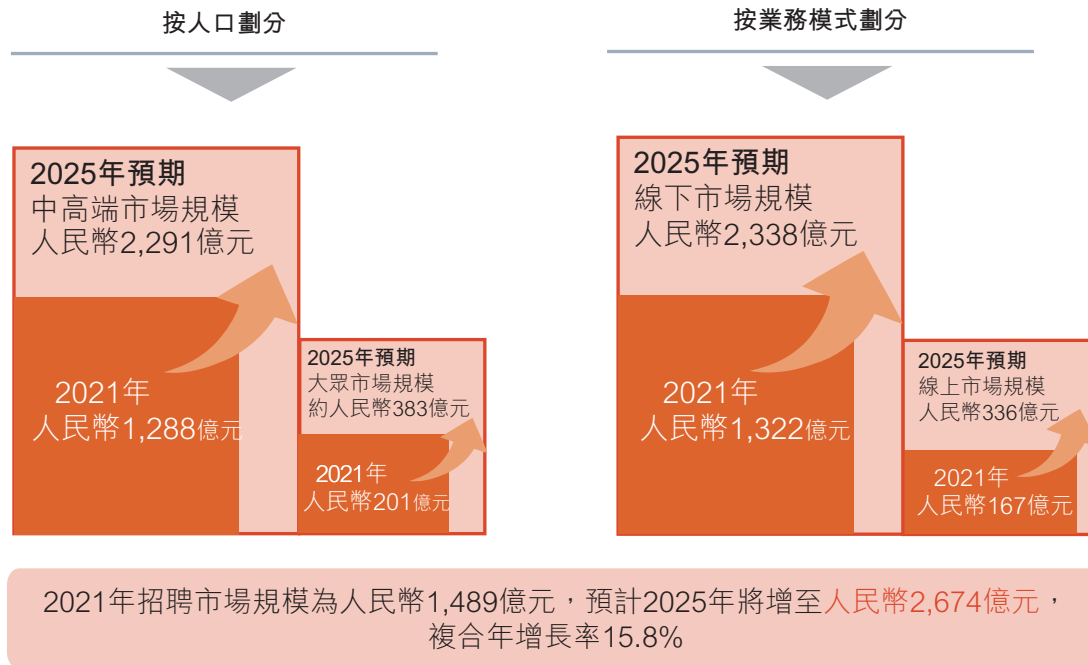 按人口劃分
2025年預期
中高端市場規模
人民幣2,291億元
2021年
人民幣1,288億元
2025年預期
大眾市場規模
約人民幣383億元
2021年
人民幣201億元
按業務模式劃分
2025年預期
線下市場規模
人民幣2,338億元
2021年
人民幣1,322億元
2025年預期
線上市場規模
人民幣336億元
2021年
人民幣167億元
2021年招聘市場規模為人民幣1,489億元，預計2025年將增至人民幣2,674億元，
複合年增長率15.8%